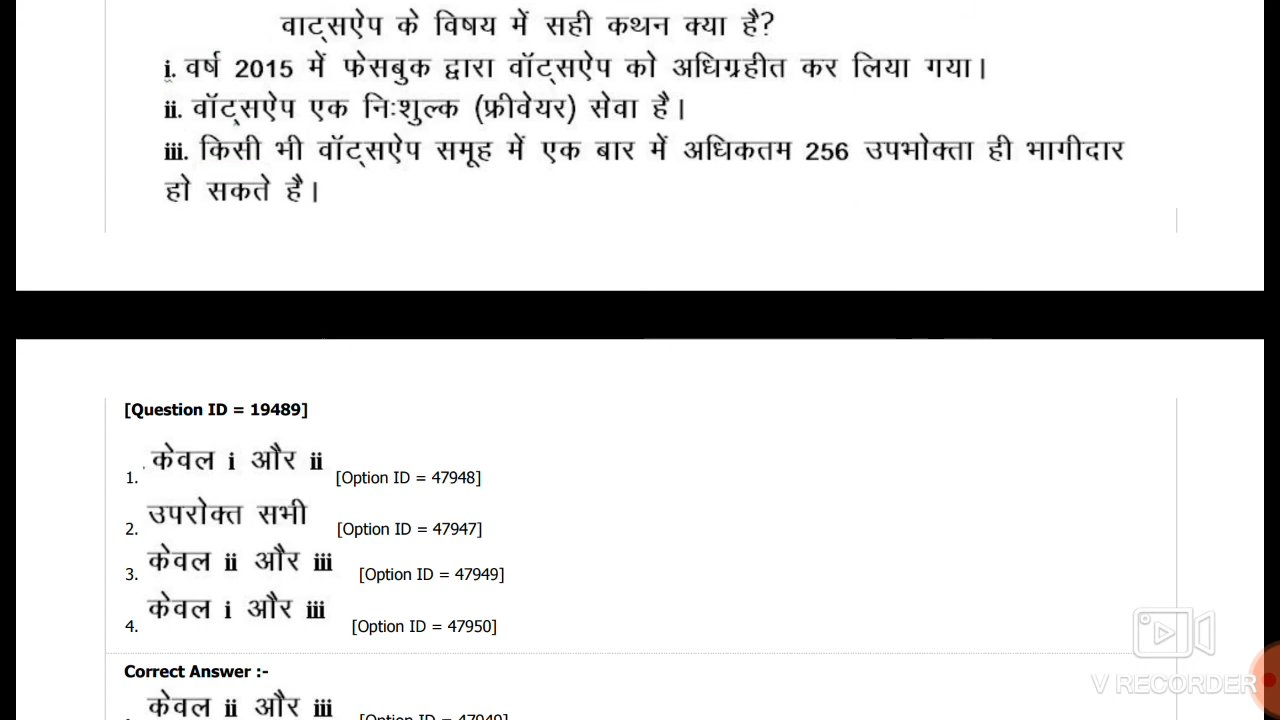 वाट्सऐप के विषय में सही कथन क्या है?
i. वर्ष 2015 में फेसबुक द्वारा वॉट्सऐप को अधिग्रहीत कर लिया गया।
ii. वॉट्सऐप एक निःशुल्क (फ्रीवेयर) सेवा है।
iii. किसी भी वॉट्सऐप समूह में एक बार में अधिकतम 256 उपभोक्ता ही भागीदार
हो सकते है।
[Question ID = 19489]
1. केवल i और ii [Option ID = 47948]
2. उपरोक्त सभी [Option ID = 47947]
3. केवल ii और iii [Option ID = 47949]
4. केवल i और iii [Option ID = 47950]
Correct Answer :-
केवल ii और iii [Option ID = 47949]
V RECORDER